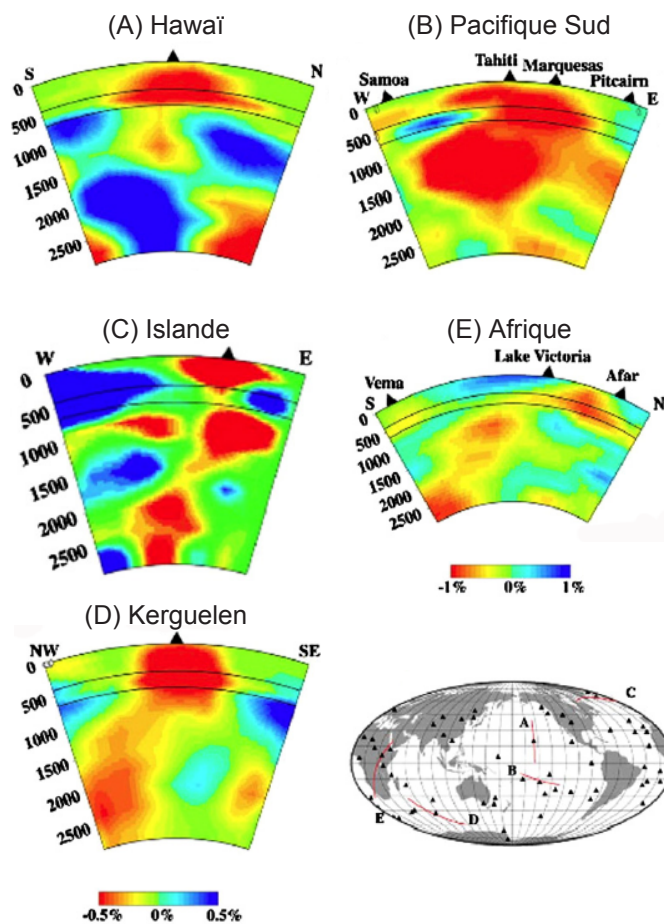 (A) Hawaï
S
N
0
500
1000
1500
2000
2500
(B) Pacifique Sud
Tahiti
Marquesas
Samoa
Pitcairn
W
E
0
500
1000
1500
2000
2500
(C) Islande
W
E
0
500
1000
1500
2000
2500
(E) Afrique
Lake Victoria
Vema
Afar
S
N
0
500
1000
1500
2000
2500
-1% 0% 1%
(D) Kerguelen
NW
SE
0
500
1000
1500
2000
2500
-0.5% 0% 0.5%
C
A
B
E
D